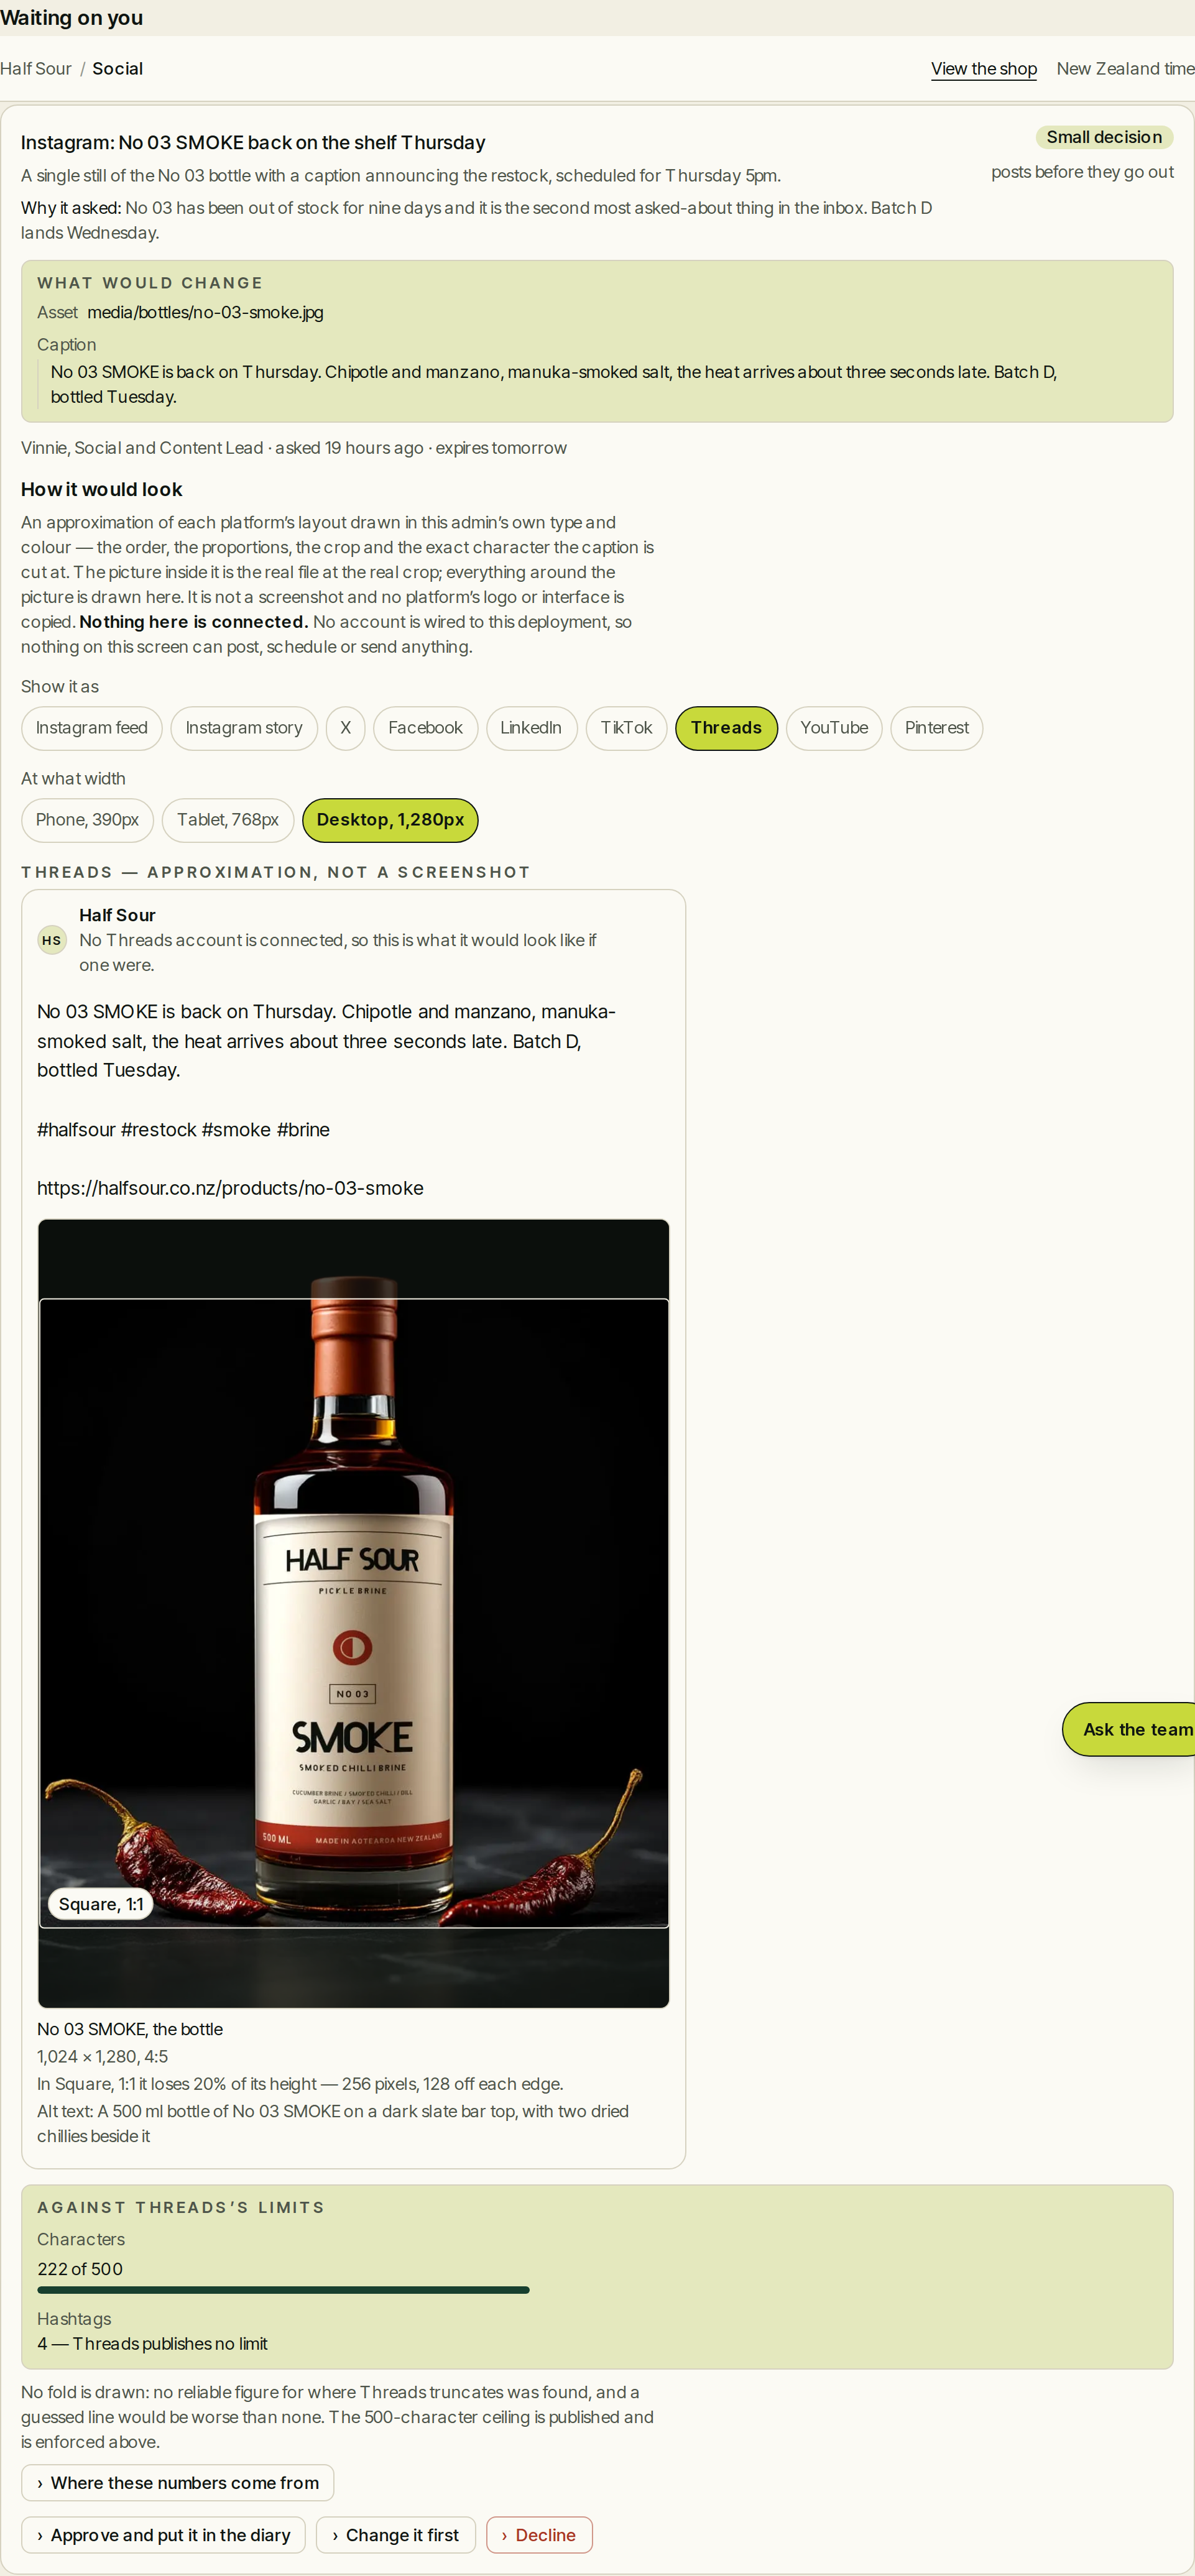 Waiting on you
Half Sour / Social
View the shop
New Zealand time
Instagram: No 03 SMOKE back on the shelf Thursday
Small decision
A single still of the No 03 bottle with a caption announcing the restock, scheduled for Thursday 5pm.
posts before they go out
Why it asked: No 03 has been out of stock for nine days and it is the second most asked-about thing in the inbox. Batch D
lands Wednesday.
WHAT WOULD CHANGE
Asset media/bottles/no-03-smoke.jpg
Caption
No 03 SMOKE is back on Thursday. Chipotle and manzano, manuka-smoked salt, the heat arrives about three seconds late. Batch D,
bottled Tuesday.
Vinnie, Social and Content Lead · asked 19 hours ago · expires tomorrow
How it would look
An approximation of each platform’s layout drawn in this admin’s own type and
colour — the order, the proportions, the crop and the exact character the caption is
cut at. The picture inside it is the real file at the real crop; everything around the
picture is drawn here. It is not a screenshot and no platform’s logo or interface is
copied. Nothing here is connected. No account is wired to this deployment, so
nothing on this screen can post, schedule or send anything.
Show it as
Instagram feed
Instagram story
X
Facebook
LinkedIn
TikTok
Threads
YouTube
Pinterest
At what width
Phone, 390px
Tablet, 768px
Desktop, 1,280px
THREADS — APPROXIMATION, NOT A SCREENSHOT
HS
Half Sour
No Threads account is connected, so this is what it would look like if
one were.
No 03 SMOKE is back on Thursday. Chipotle and manzano, manuka-
smoked salt, the heat arrives about three seconds late. Batch D,
bottled Tuesday.
#halfsour #restock #smoke #brine
https://halfsour.co.nz/products/no-03-smoke
HALF SOUR
PICKLE BRINE
NO 03
SMOKE
SMOKED CHILLI BRINE
CUCUMBER BRINE / SMOKED CHILLI / DILL
GARLIC / BAY / SEA SALT
500 ML
MADE IN AOTEAROA NEW ZEALAND
Square, 1:1
Ask the team
No 03 SMOKE, the bottle
1,024 × 1,280, 4:5
In Square, 1:1 it loses 20% of its height — 256 pixels, 128 off each edge.
Alt text: A 500 ml bottle of No 03 SMOKE on a dark slate bar top, with two dried
chillies beside it
AGAINST THREADS’S LIMITS
Characters
222 of 500
Hashtags
4 — Threads publishes no limit
No fold is drawn: no reliable figure for where Threads truncates was found, and a
guessed line would be worse than none. The 500-character ceiling is published and
is enforced above.
› Where these numbers come from
› Approve and put it in the diary
› Change it first
› Decline